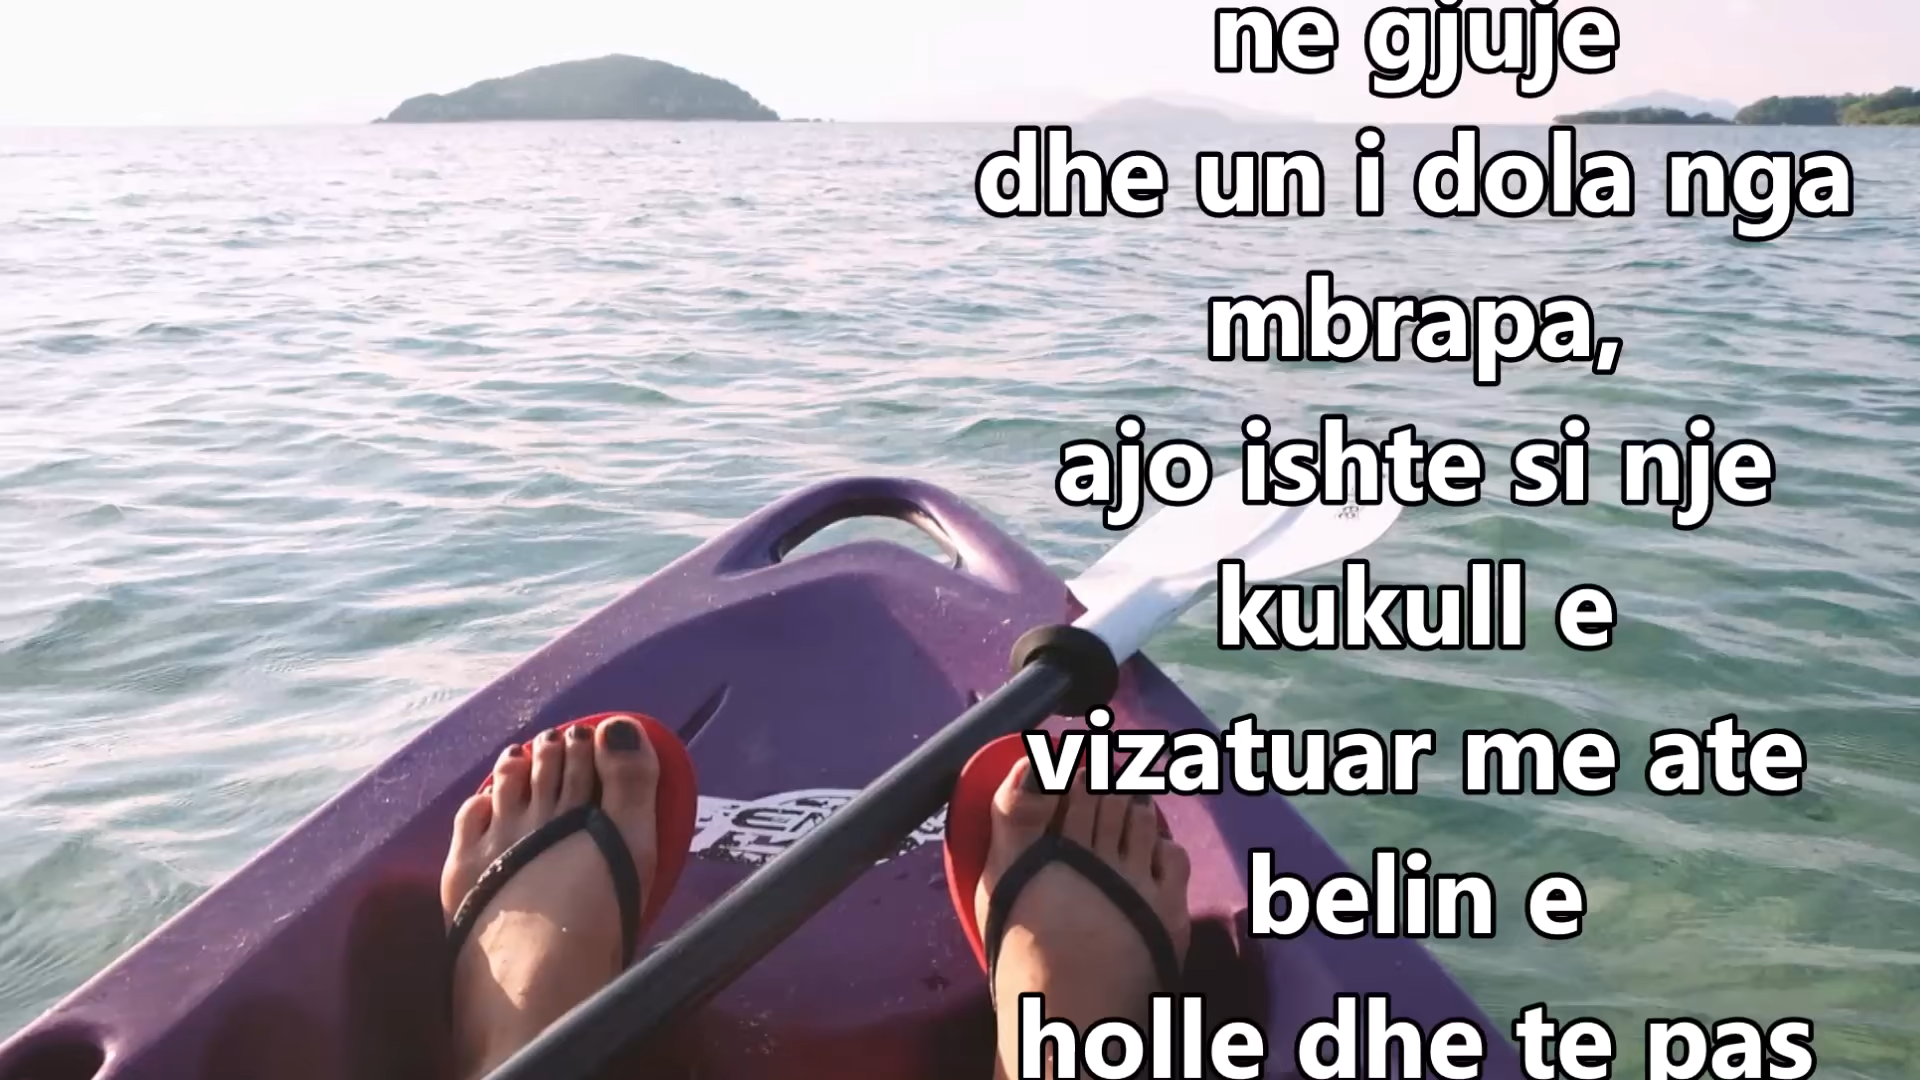 ne gjuje
dhe un i dola nga
mbrapa,
ajo ishte si nje
kukull e
vizatuar me ate
belin e
holle dhe te pas